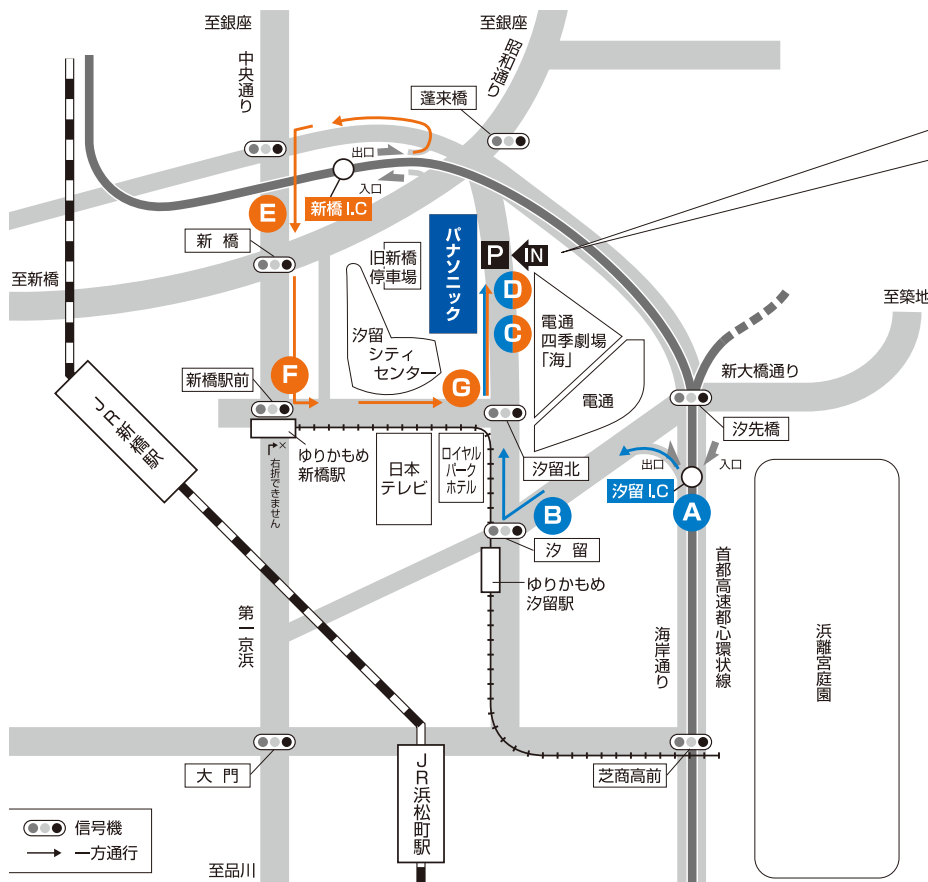 至銀座
至銀座
中央通り
昭和通り
蓬来橋
出口
入口
新橋I.C
E
新橋
至新橋
旧新橋
停車場
パナソニック
P
IN
D
C
電通
四季劇場
「海」
至築地
汐留
シティ
センター
新大橋通り
F
新橋駅前
G
電通
汐先橋
JR新橋駅
ゆりかもめ
新橋駅
右折できません
日本
テレビ
ロイヤル
パーク
ホテル
汐留北
出口
入口
汐留I.C
A
B
汐留
ゆりかもめ
汐留駅
首都高速都心環状線
海岸通り
浜離宮庭園
第一京浜
大門
JR浜松町駅
芝商高前
信号機
一方通行
至品川